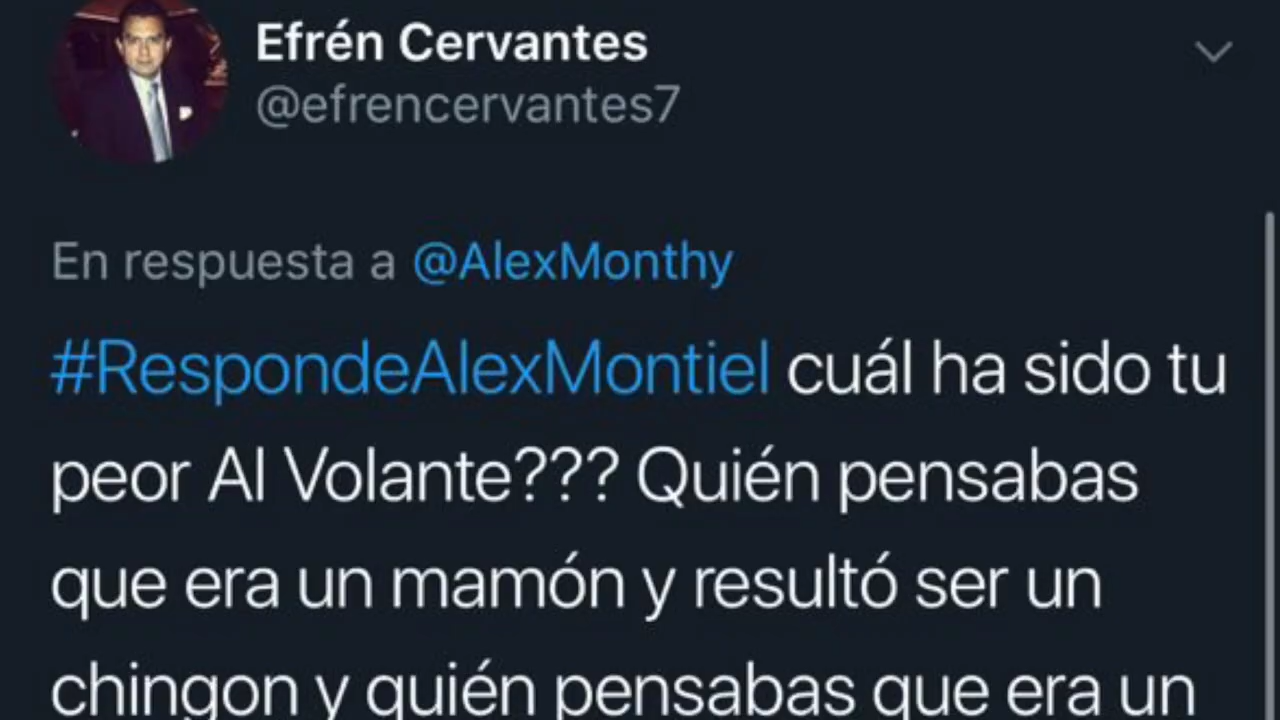 Efrén Cervantes
@efrencervantes7
En respuesta a @AlexMonthy
#RespondeAlexMontiel cuál ha sido tu
peor Al Volante??? Quién pensabas
que era un mamón y resultó ser un
chingon y quién pensabas que era un